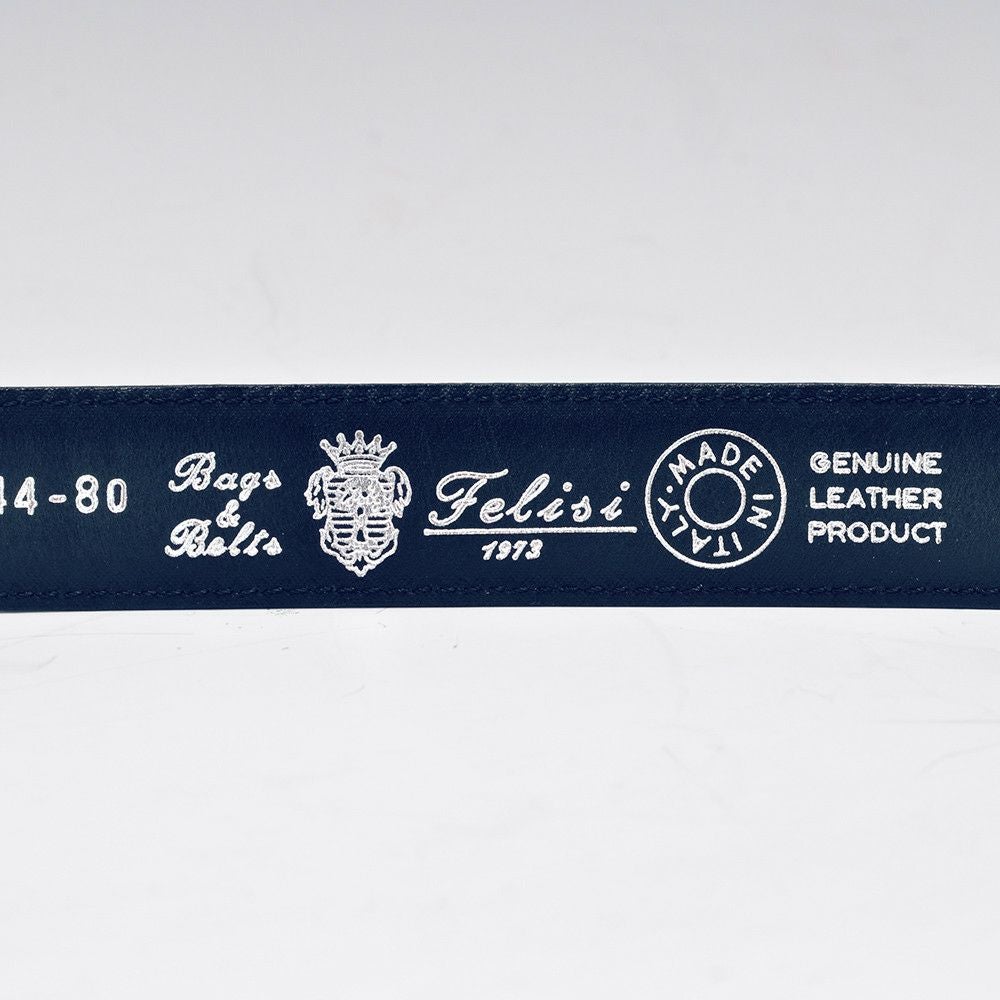 44-80
Bags
&
Belts
Felisi
1973
MADE IN ITALY
GENUINE
LEATHER
PRODUCT